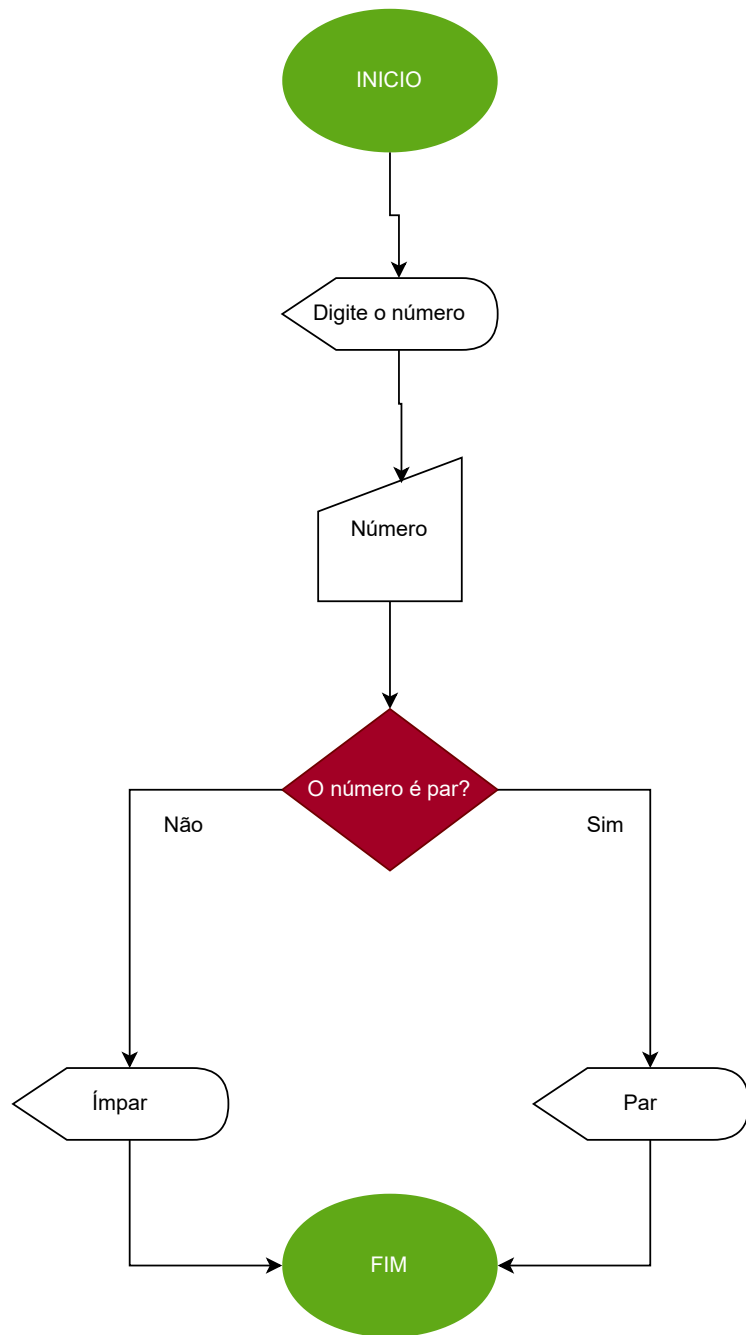 INICIO
Digite o número
Número
O número é par?
Não
Sim
Ímpar
Par
FIM